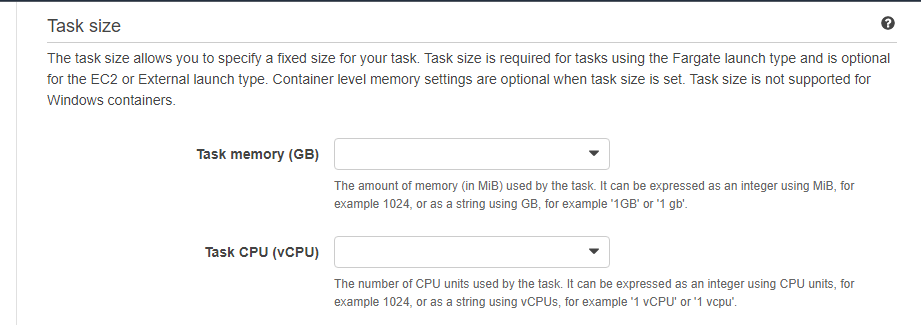 Task size
The task size allows you to specify a fixed size for your task. Task size is required for tasks using the Fargate launch type and is optional
for the EC2 or External launch type. Container level memory settings are optional when task size is set. Task size is not supported for
Windows containers.
Task memory (GB)
The amount of memory (in MiB) used by the task. It can be expressed as an integer using MiB, for
example 1024, or as a string using GB, for example '1GB' or '1 gb'.
Task CPU (vCPU)
The number of CPU units used by the task. It can be expressed as an integer using CPU units, for
example 1024, or as a string using vCPUs, for example '1 vCPU' or '1 vcpu'.